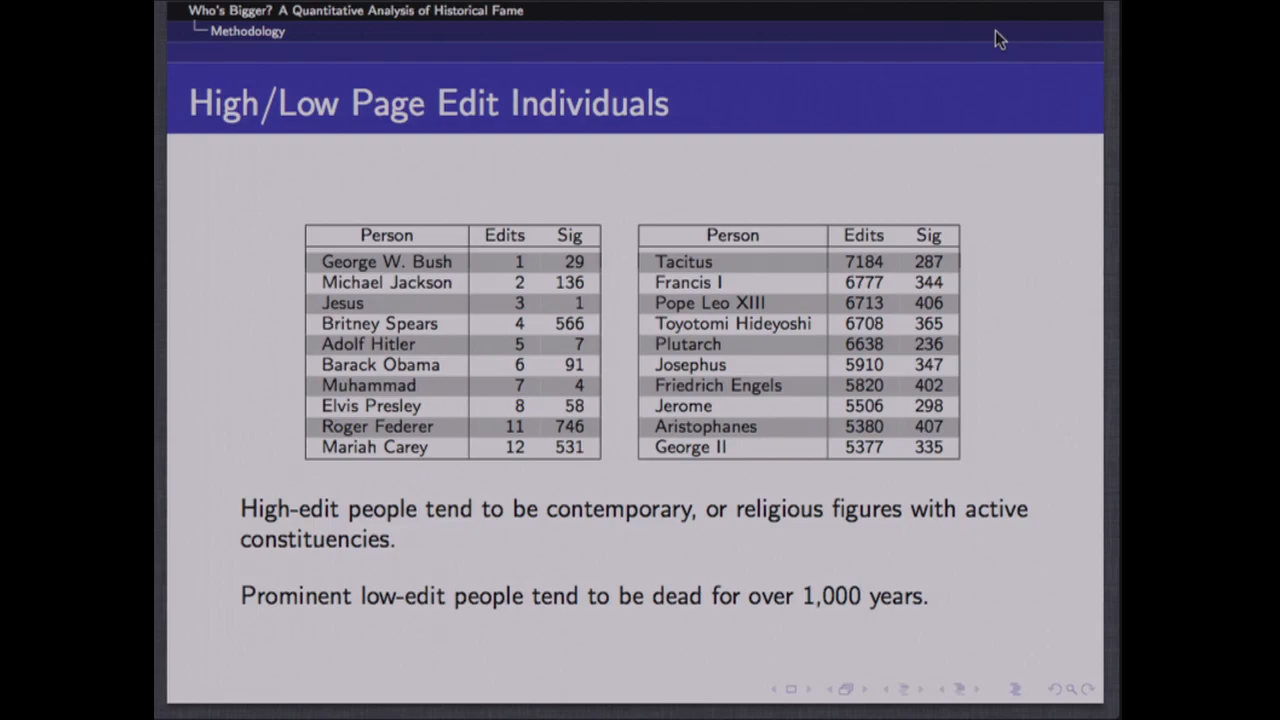 Who's Bigger? A Quantitative Analysis of Historical Fame
Methodology
High/Low Page Edit Individuals
Person Edits Sig
George W. Bush 1 29
Michael Jackson 2 136
Jesus 3 1
Britney Spears 4 566
Adolf Hitler 5 7
Barack Obama 6 91
Muhammad 7 4
Elvis Presley 8 58
Roger Federer 11 746
Mariah Carey 12 531
Person Edits Sig
Tacitus 7184 287
Francis I 6777 344
Pope Leo XIII 6713 406
Toyotomi Hideyoshi 6708 365
Plutarch 6638 236
Josephus 5910 347
Friedrich Engels 5820 402
Jerome 5506 298
Aristophanes 5380 407
George II 5377 335
High-edit people tend to be contemporary, or religious figures with active
constituencies.
Prominent low-edit people tend to be dead for over 1,000 years.